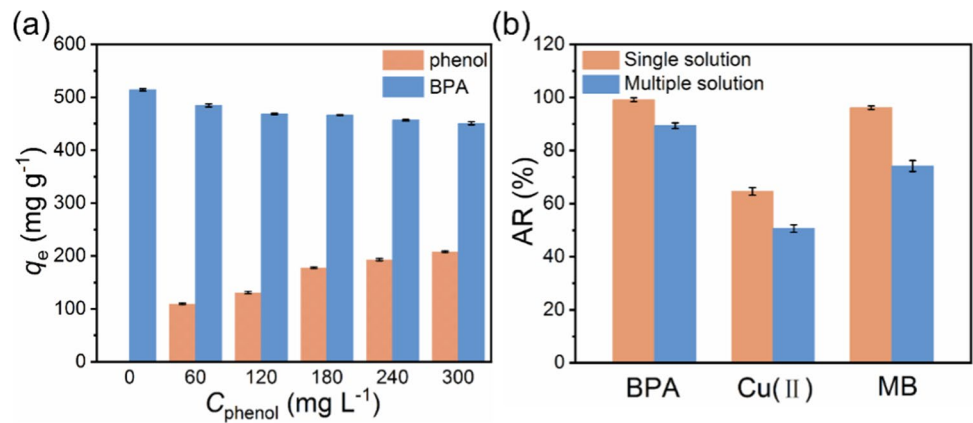 (a)
600
500
400
300
200
100
0
qe (mg g-1)
phenol
BPA
0 60 120 180 240 300
Cphenol (mg L-1)
(b)
120
100
80
60
40
20
0
AR (%)
Single solution
Multiple solution
BPA Cu(Ⅱ) MB